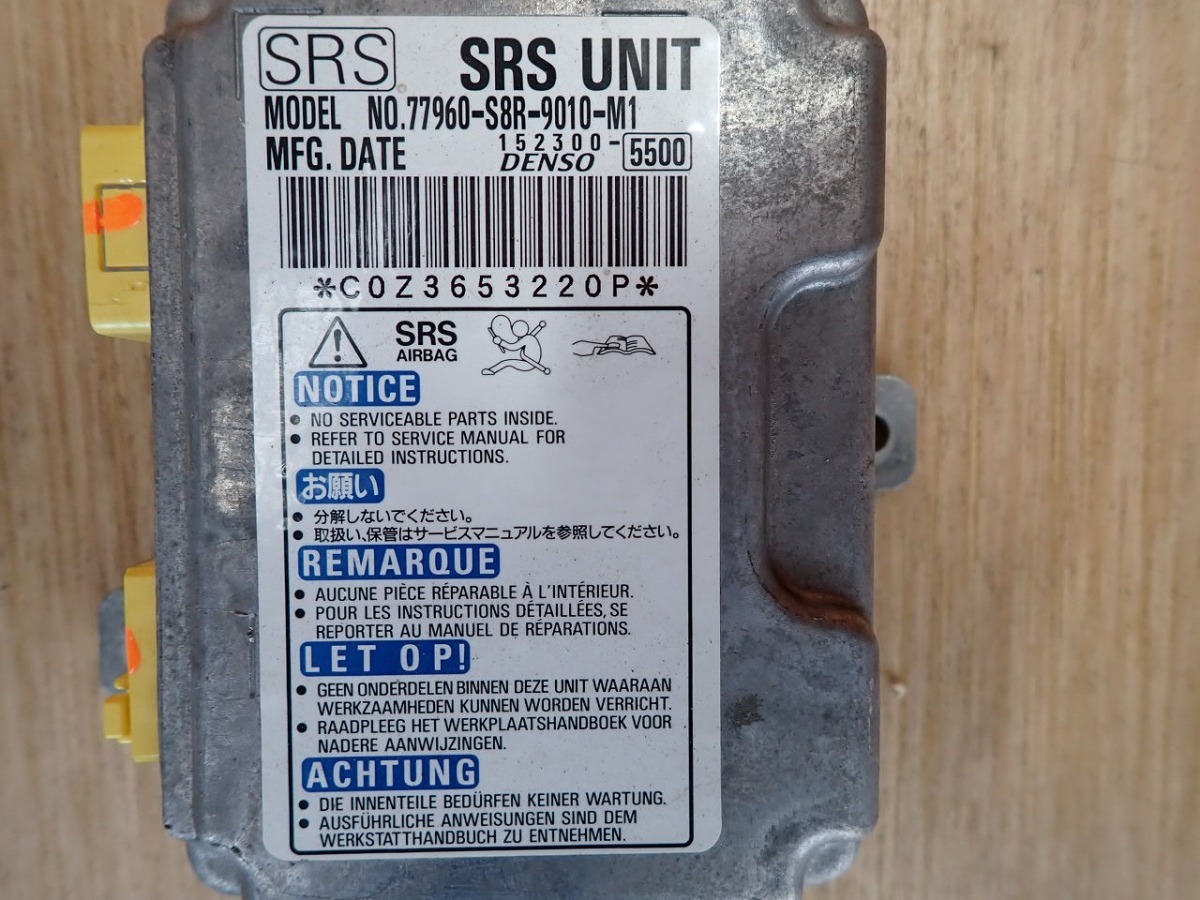 SRS SRS UNIT
MODEL NO.77960-S8R-9010-M1
MFG. DATE 152300-5500
DENSO
*C0Z3653220P*
SRS
AIRBAG
NOTICE
● NO SERVICEABLE PARTS INSIDE.
● REFER TO SERVICE MANUAL FOR
DETAILED INSTRUCTIONS.
お願い
● 分解しないでください。
● 取扱い、保管はサービスマニュアルを参照してください。
REMARQUE
● AUCUNE PIÈCE RÉPARABLE À L'INTÉRIEUR.
● POUR LES INSTRUCTIONS DÉTAILLÉES, SE
REPORTER AU MANUEL DE RÉPARATIONS.
LET OP!
● GEEN ONDERDELEN BINNEN DEZE UNIT WAARAAN
WERKZAAMHEDEN KUNNEN WORDEN VERRICHT.
● RAADPLEEG HET WERKPLAATSHANDBOEK VOOR
NADERE AANWIJZINGEN.
ACHTUNG
● DIE INNENTEILE BEDÜRFEN KEINER WARTUNG.
● AUSFÜHRLICHE ANWEISUNGEN SIND DEM
WERKSTATTHANDBUCH ZU ENTNEHMEN.